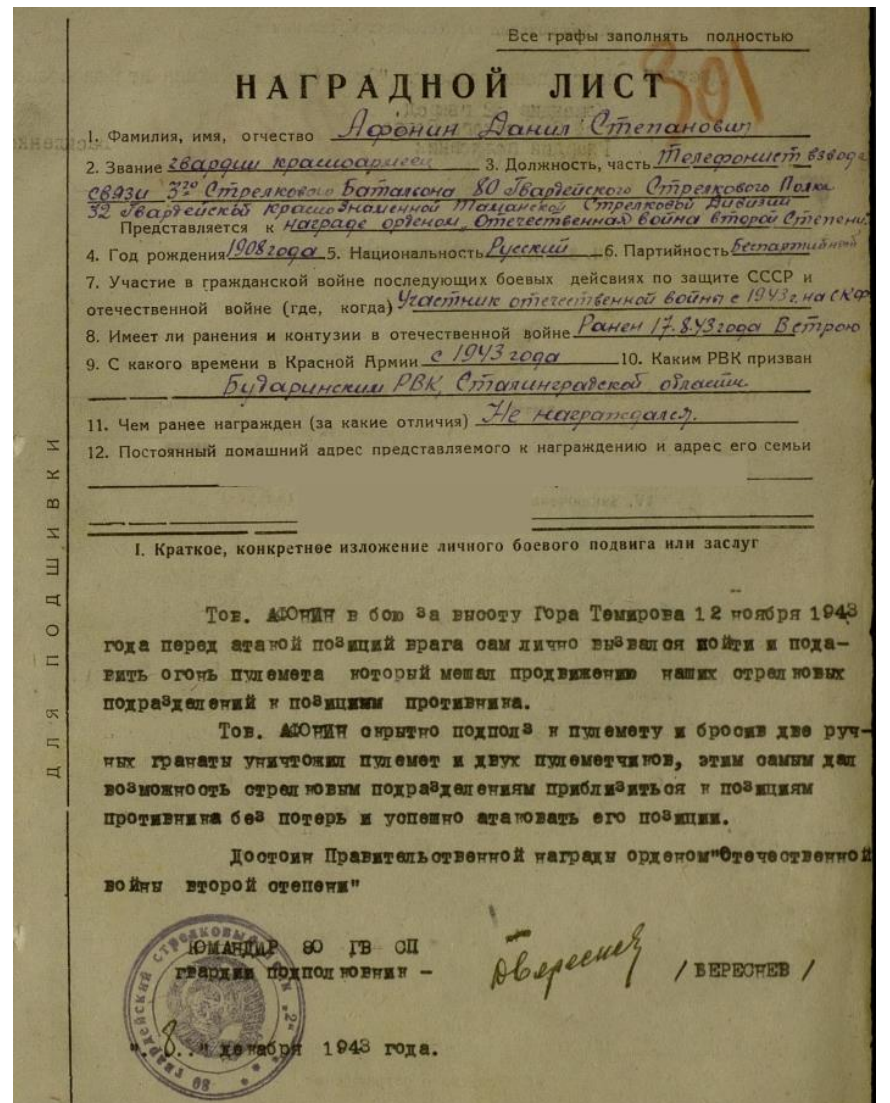 Все графы заполнять полностью
301
НАГРАДНОЙ ЛИСТ
1. Фамилия, имя, отчество Афонин Данил Степанович
2. Звание гвардии красноармеец 3. Должность, часть Телефонист взвода
связи 3го Стрелкового Баталиона 80 Гвардейского Стрелкового Полка
32 Гвардейской Краснознаменной Таманской Стрелковой Дивизии
Представляется к награде орденом „Отечественная война второй Степени
4. Год рождения 1908 года 5. Национальность Русский 6. Партийность Беспартийный
7. Участие в гражданской войне последующих боевых дейсвиях по защите СССР и
отечественной войне (где, когда) Участник отечественной войны с 1943 г. на СКФ
8. Имеет ли ранения и контузии в отечественной войне Ранен 17.8.43 года В строю
9. С какого времени в Красной Армии с 1943 года 10. Каким РВК призван
Бударинским РВК, Сталинградской области
11. Чем ранее награжден (за какие отличия) Не награждался.
12. Постоянный домашний адрес представляемого к награждению и адрес его семьи
I. Краткое, конкретное изложение личного боевого подвига или заслуг
Тов. АФОНИН в бою за высоту Гора Темирова 12 ноября 1943
года перед атакой позиций врага сам лично вызвался пойти и пода-
вить огонь пулемета который мешал продвижению наших стрелковых
подразделений к позициям противника.
Тов. АФОНИН скрытно подполз к пулемету и бросив две руч-
ных гранаты уничтожил пулемет и двух пулеметчиков, этим самым дал
возможность стрелковым подразделениям приблизиться к позициям
противника без потерь и успешно атаковать его позиции.
Достоин Правительственной награды орденом"Отечественной
войны второй степени"
КОМАНДИР 80 ГВ СП
гвардии подполковник -
/ БЕРЕСНЕВ /
".8.." декабря 1943 года.
ДЛЯ ПОДШИВКИ